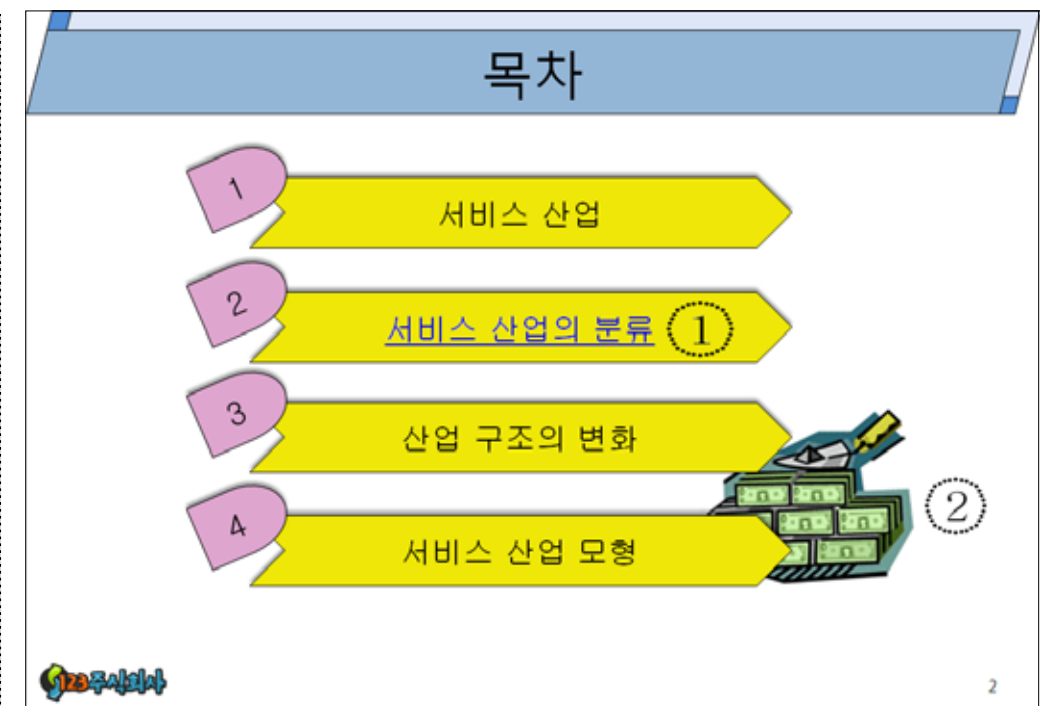 목차
1
서비스 산업
2
서비스 산업의 분류 ①
3
산업 구조의 변화
②
4
서비스 산업 모형
123주식회사
2